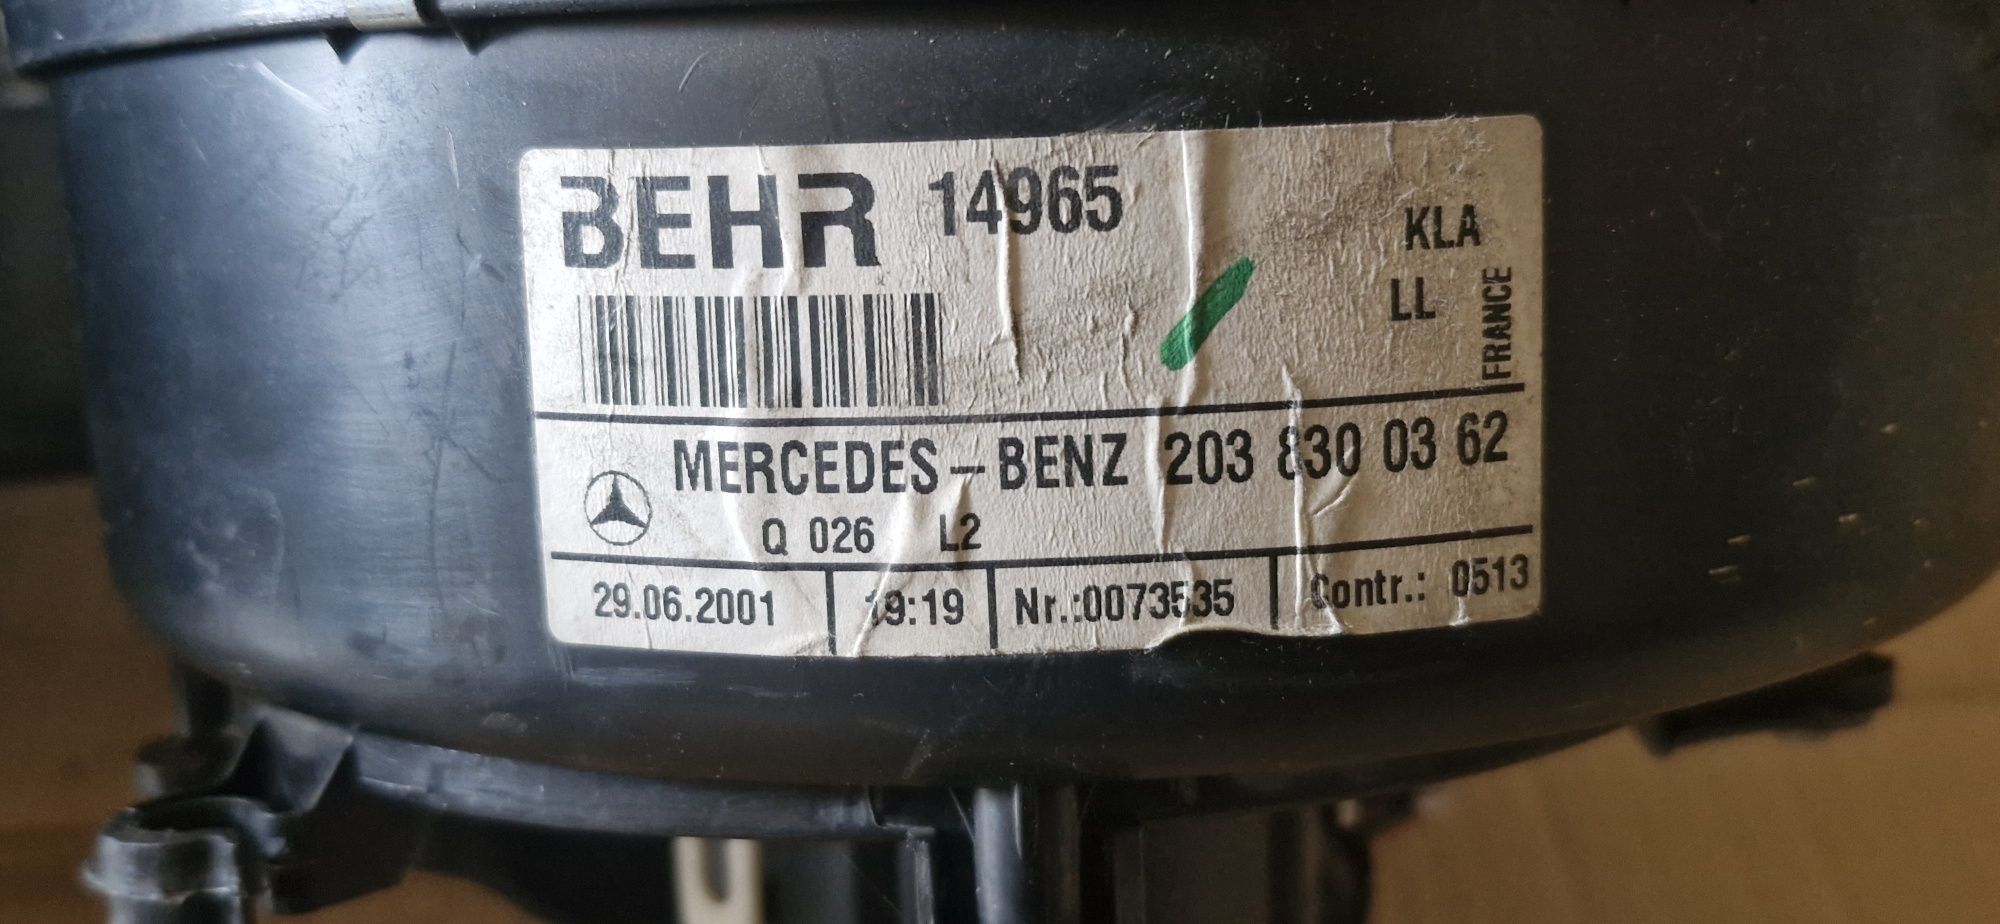 BEHR 14965
KLA
LL
FRANCE
MERCEDES-BENZ 203 830 03 62
Q 026 L2
29.06.2001 19:19 Nr.:0073535 Contr.: 0513